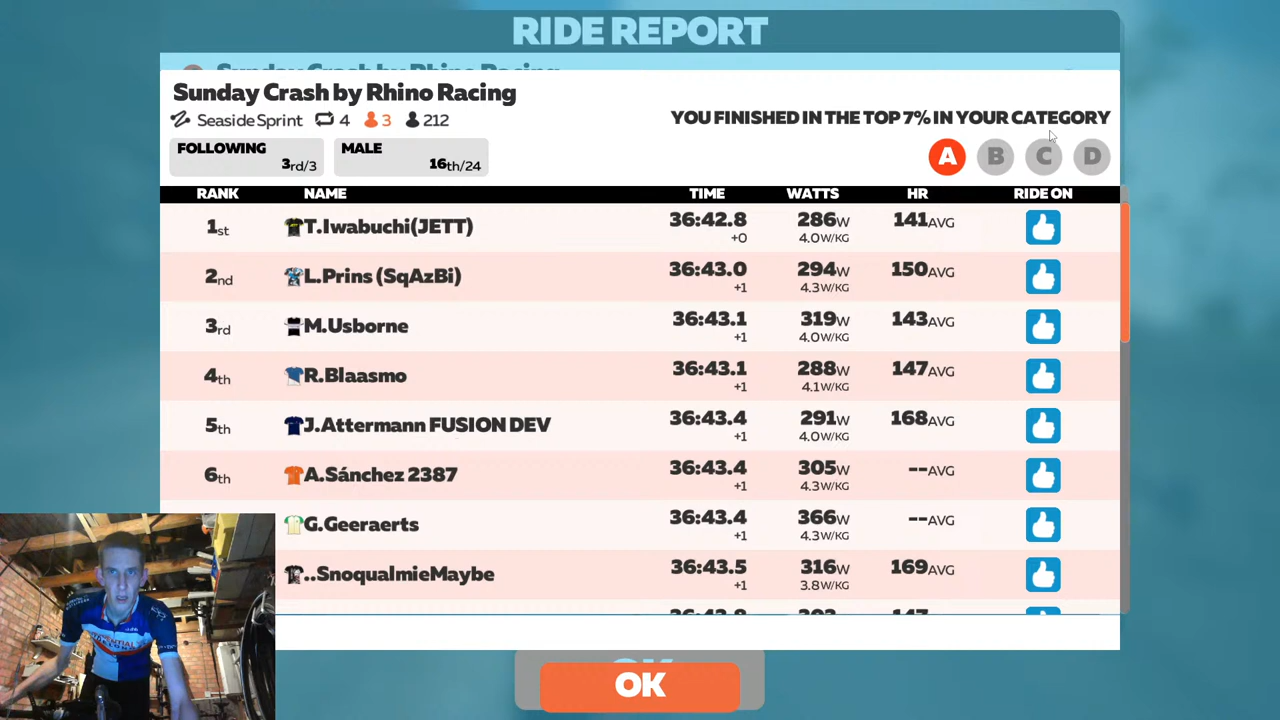 RIDE REPORT
Sunday Crash by Rhino Racing
Sunday Crash by Rhino Racing
Seaside Sprint 4 3 212
YOU FINISHED IN THE TOP 7% IN YOUR CATEGORY
FOLLOWING
3rd/3
MALE
16th/24
A B C D
RANK NAME TIME WATTS HR RIDE ON
1st T.Iwabuchi(JETT) 36:42.8 286W 141AVG
+0 4.0W/KG
2nd L.Prins (SqAzBi) 36:43.0 294W 150AVG
+1 4.3W/KG
3rd M.Usborne 36:43.1 319W 143AVG
+1 4.0W/KG
4th R.Blaasmo 36:43.1 288W 147AVG
+1 4.1W/KG
5th J.Attermann FUSION DEV 36:43.4 291W 168AVG
+1 4.0W/KG
6th A.Sánchez 2387 36:43.4 305W --AVG
+1 4.3W/KG
G.Geeraerts 36:43.4 366W --AVG
+1 4.3W/KG
..SnoqualmieMaybe 36:43.5 316W 169AVG
+1 3.8W/KG
OK